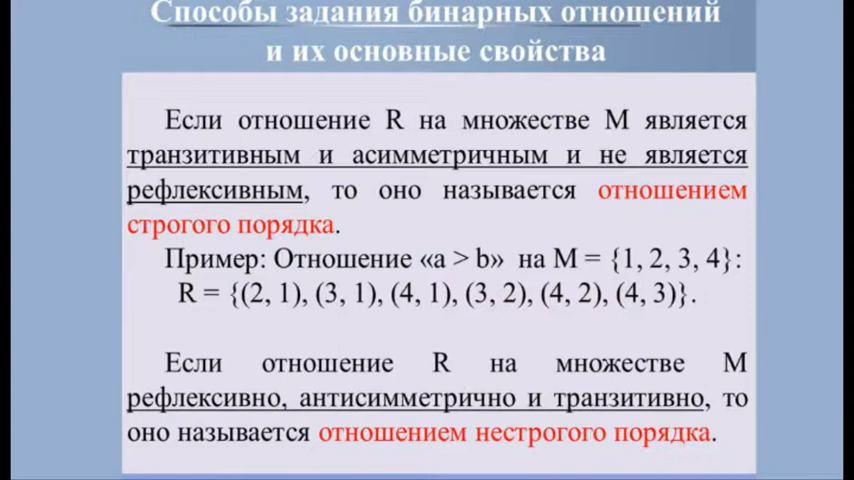 Способы задания бинарных отношений
и их основные свойства
Если отношение R на множестве M является
транзитивным и асимметричным и не является
рефлексивным, то оно называется отношением
строгого порядка.
Пример: Отношение «a > b» на M = {1, 2, 3, 4}:
R = {(2, 1), (3, 1), (4, 1), (3, 2), (4, 2), (4, 3)}.
Если отношение R на множестве M
рефлексивно, антисимметрично и транзитивно, то
оно называется отношением нестрогого порядка.